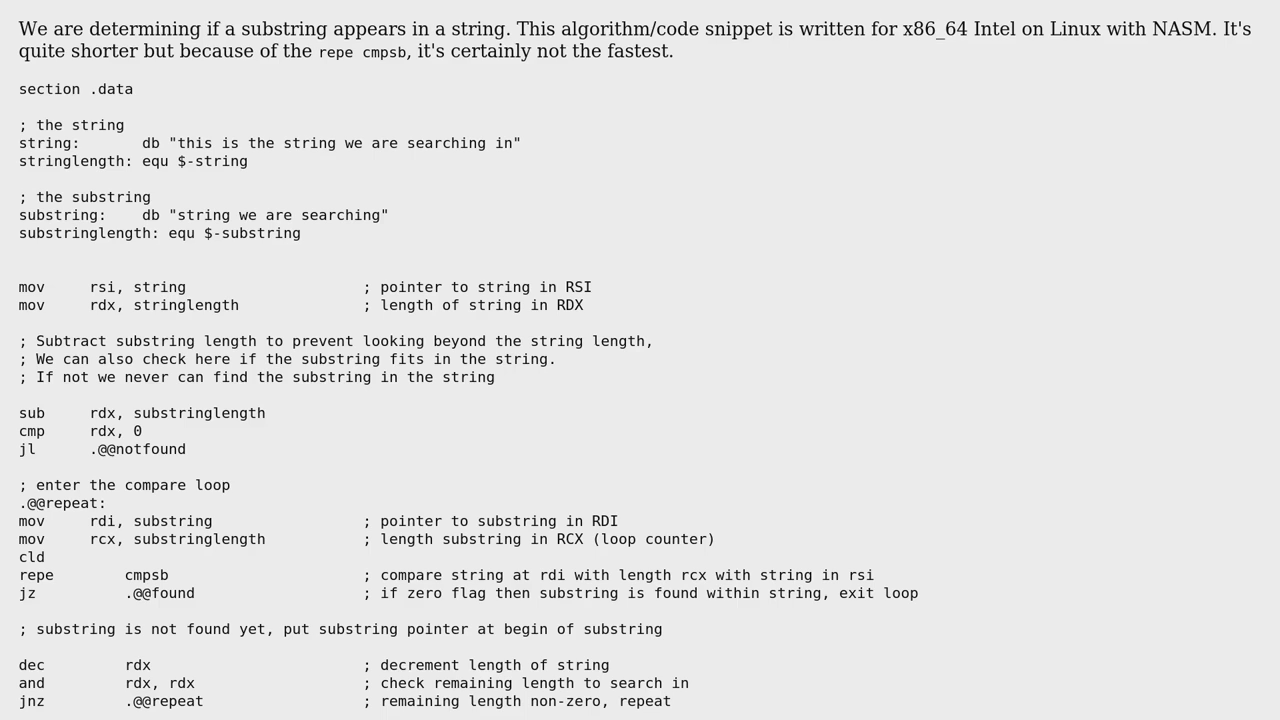 We are determining if a substring appears in a string. This algorithm/code snippet is written for x86_64 Intel on Linux with NASM. It's
quite shorter but because of the repe cmpsb, it's certainly not the fastest.
section .data
; the string
string:       db "this is the string we are searching in"
stringlength: equ $-string
; the substring
substring:    db "string we are searching"
substringlength: equ $-substring
mov     rsi, string                    ; pointer to string in RSI
mov     rdx, stringlength              ; length of string in RDX
; Subtract substring length to prevent looking beyond the string length,
; We can also check here if the substring fits in the string.
; If not we never can find the substring in the string
sub     rdx, substringlength
cmp     rdx, 0
jl      .@@notfound
; enter the compare loop
.@@repeat:
mov     rdi, substring                 ; pointer to substring in RDI
mov     rcx, substringlength           ; length substring in RCX (loop counter)
cld
repe        cmpsb                      ; compare string at rdi with length rcx with string in rsi
jz          .@@found                   ; if zero flag then substring is found within string, exit loop
; substring is not found yet, put substring pointer at begin of substring
dec         rdx                        ; decrement length of string
and         rdx, rdx                   ; check remaining length to search in
jnz         .@@repeat                  ; remaining length non-zero, repeat